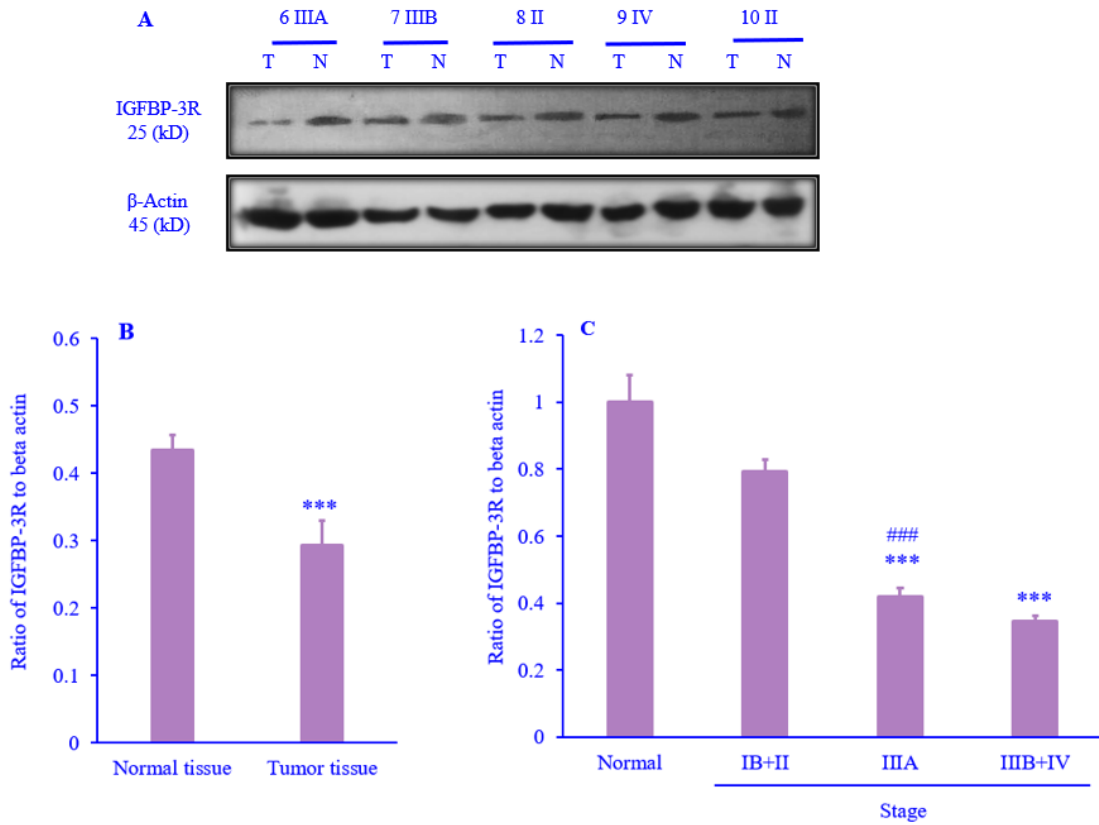 A
6 IIIA 7 IIIB 8 II 9 IV 10 II
T N T N T N T N T N
IGFBP-3R
25 (kD)
β-Actin
45 (kD)
B
Ratio of IGFBP-3R to beta actin
0.6
0.5
0.4
0.3
0.2
0.1
0
***
Normal tissue Tumor tissue
C
Ratio of IGFBP-3R to beta actin
1.2
1
0.8
0.6
0.4
0.2
0
###
***
***
Normal IB+II IIIA IIIB+IV
Stage